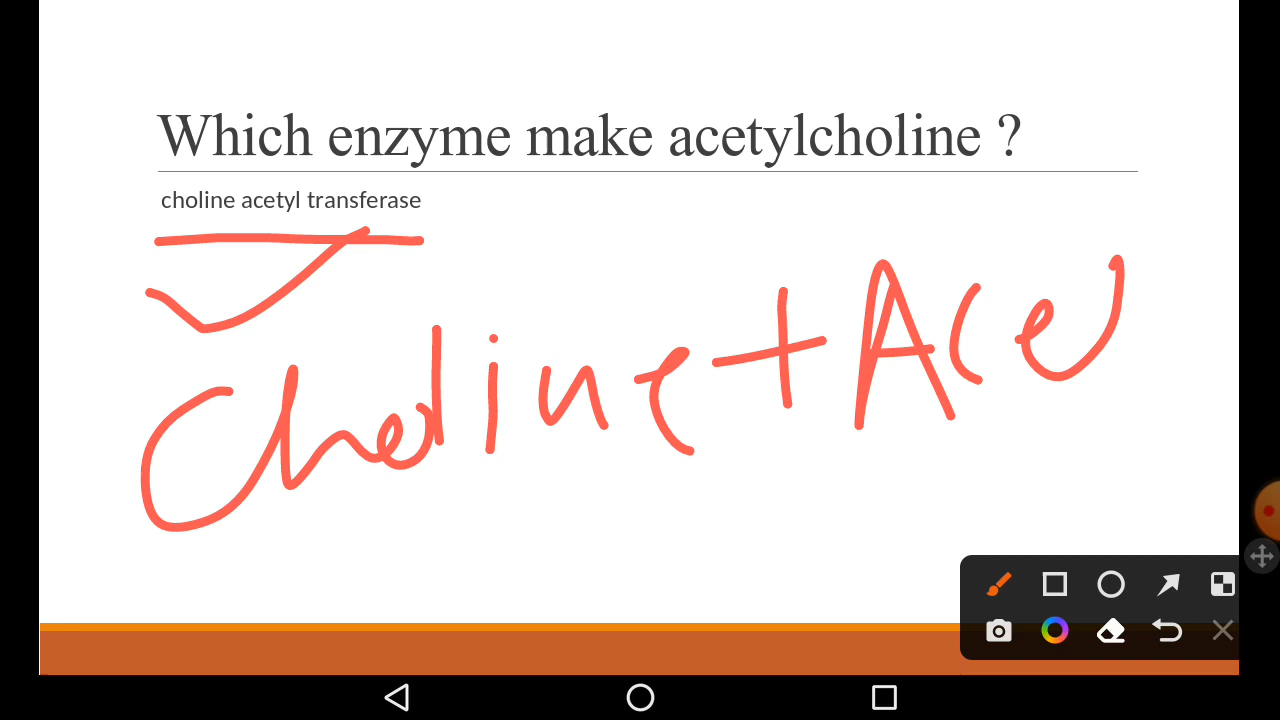 Which enzyme make acetylcholine ?
choline acetyl transferase
Choline + Ace